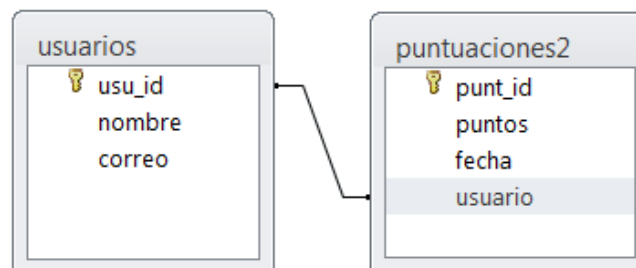 usuarios
usu_id
nombre
correo
puntuaciones2
punt_id
puntos
fecha
usuario